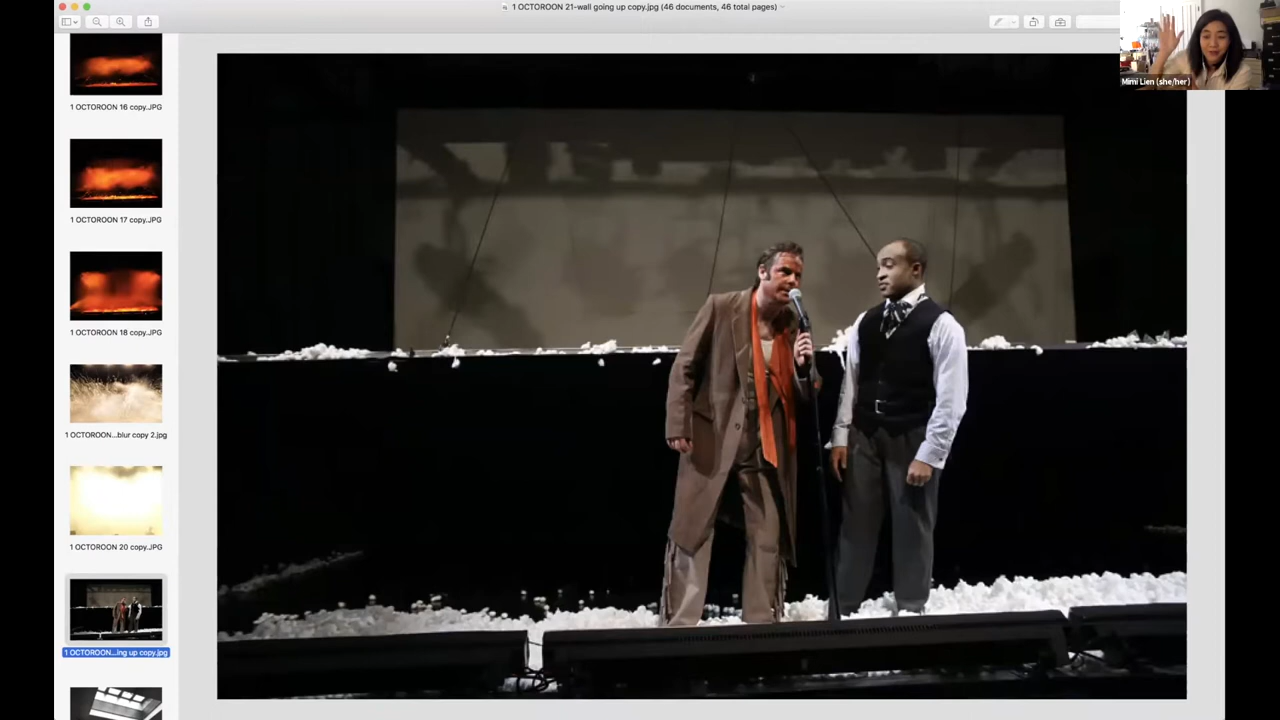 1 OCTOROON 21-wall going up copy.jpg (46 documents, 46 total pages)
Mimi Lien (she/her)
1 OCTOROON 16 copy.JPG
1 OCTOROON 17 copy.JPG
1 OCTOROON 18 copy.JPG
1 OCTOROON...blur copy 2.jpg
1 OCTOROON 20 copy.JPG
1 OCTOROON...ing up copy.jpg